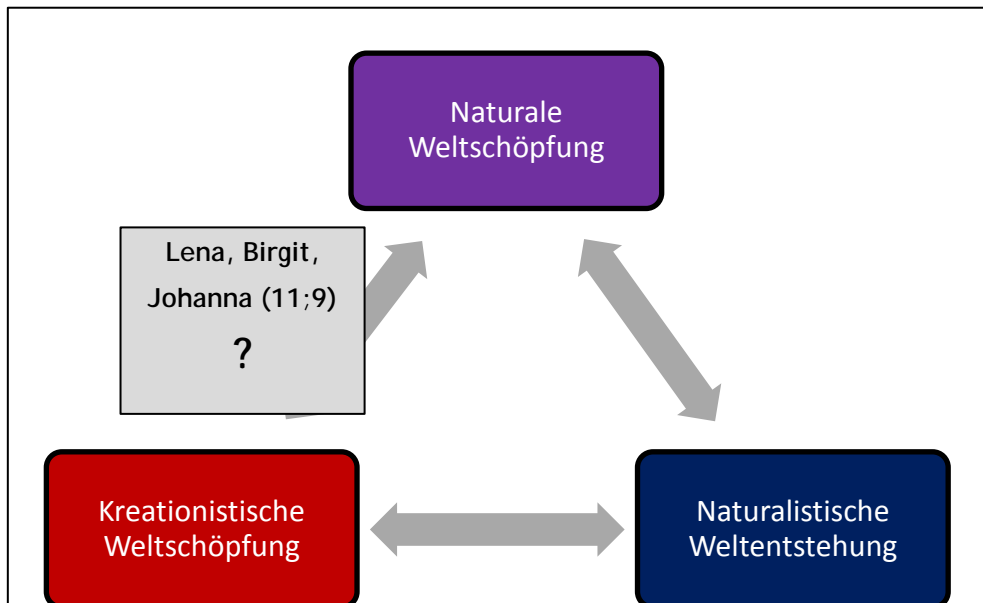 Naturale
Weltschöpfung
Lena, Birgit,
Johanna (11;9)
?
Kreationistische
Weltschöpfung
Naturalistische
Weltentstehung